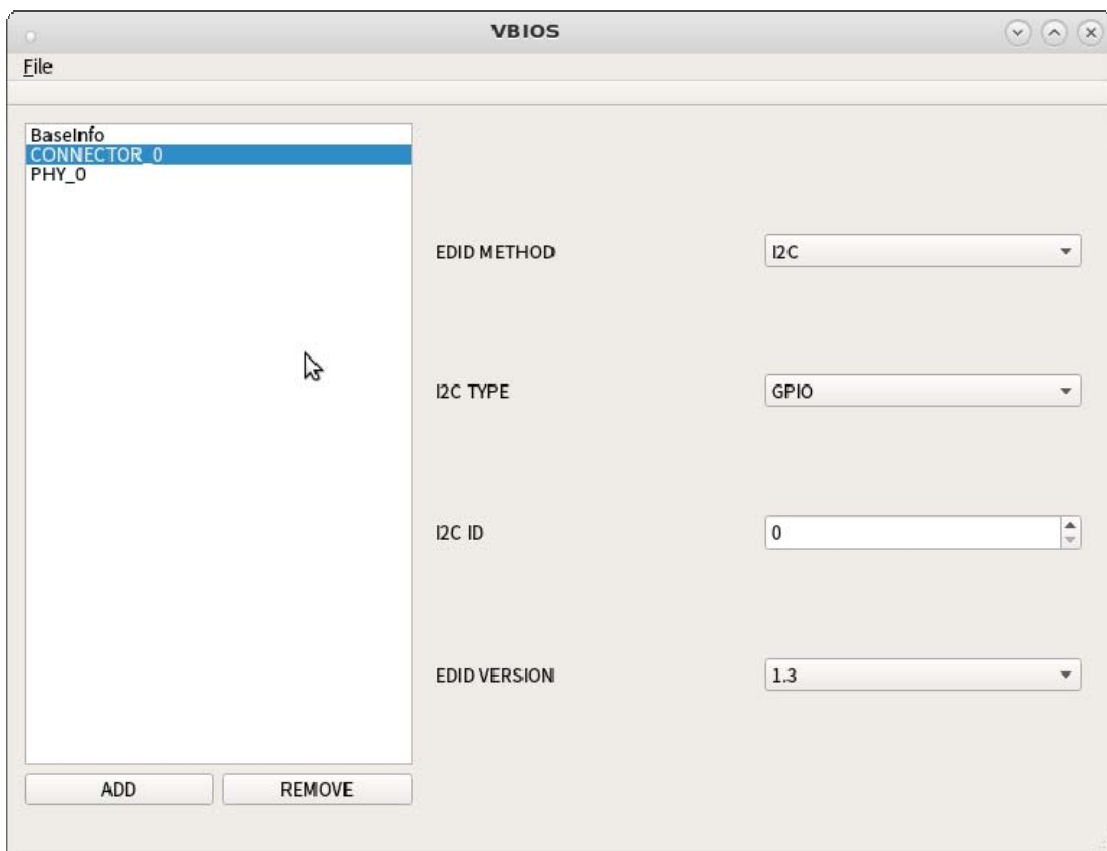 VBIOS
File
BaseInfo
CONNECTOR_0
PHY_0
EDID METHOD
I2C
I2C TYPE
GPIO
I2C ID
0
EDID VERSION
1.3
ADD
REMOVE